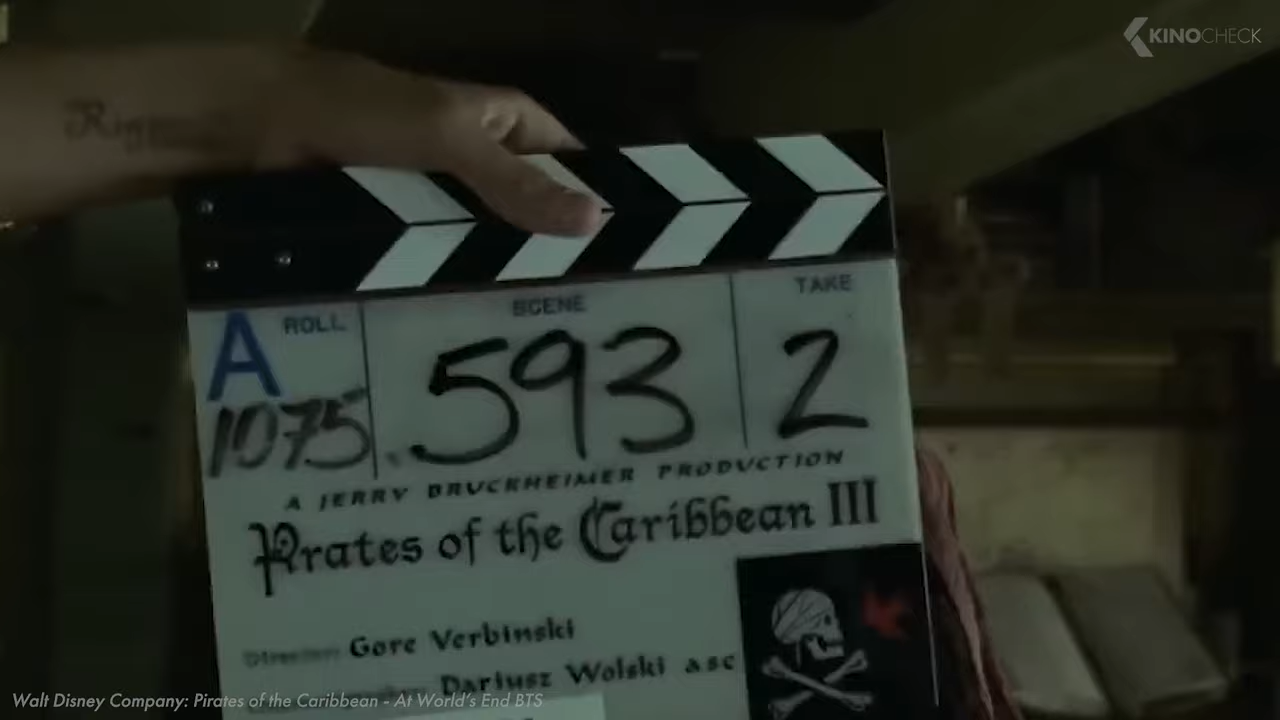 KINOCHECK
A ROLL
SCENE
TAKE
1075
593
2
A JERRY BRUCKHEIMER PRODUCTION
Pirates of the Caribbean III
Director: Gore Verbinski
Dariusz Wolski asc
Walt Disney Company: Pirates of the Caribbean - At World's End BTS